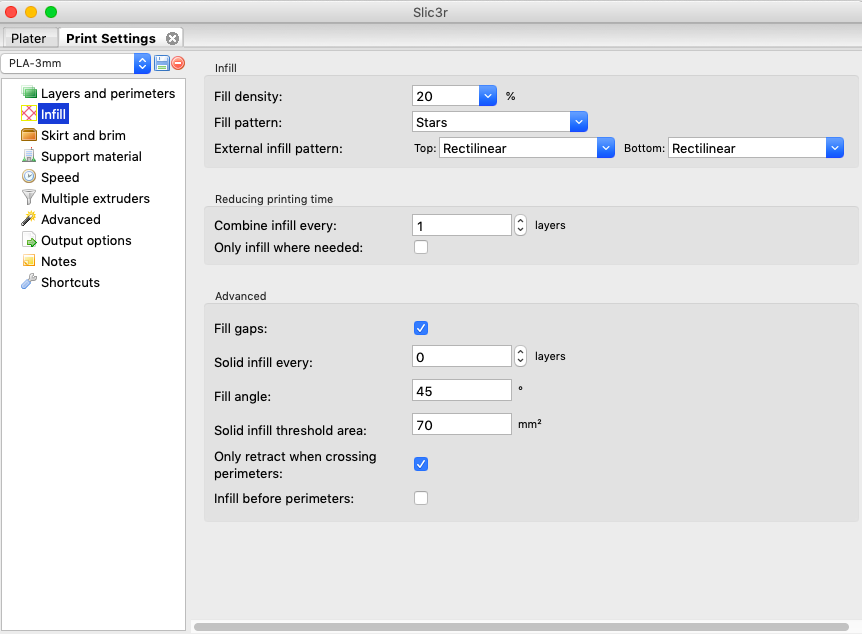 Slic3r
Plater
Print Settings
PLA-3mm
Layers and perimeters
Infill
Skirt and brim
Support material
Speed
Multiple extruders
Advanced
Output options
Notes
Shortcuts
Infill
Fill density: 20 %
Fill pattern: Stars
External infill pattern: Top: Rectilinear Bottom: Rectilinear
Reducing printing time
Combine infill every: 1 layers
Only infill where needed:
Advanced
Fill gaps:
Solid infill every: 0 layers
Fill angle: 45 °
Solid infill threshold area: 70 mm²
Only retract when crossing
perimeters:
Infill before perimeters: